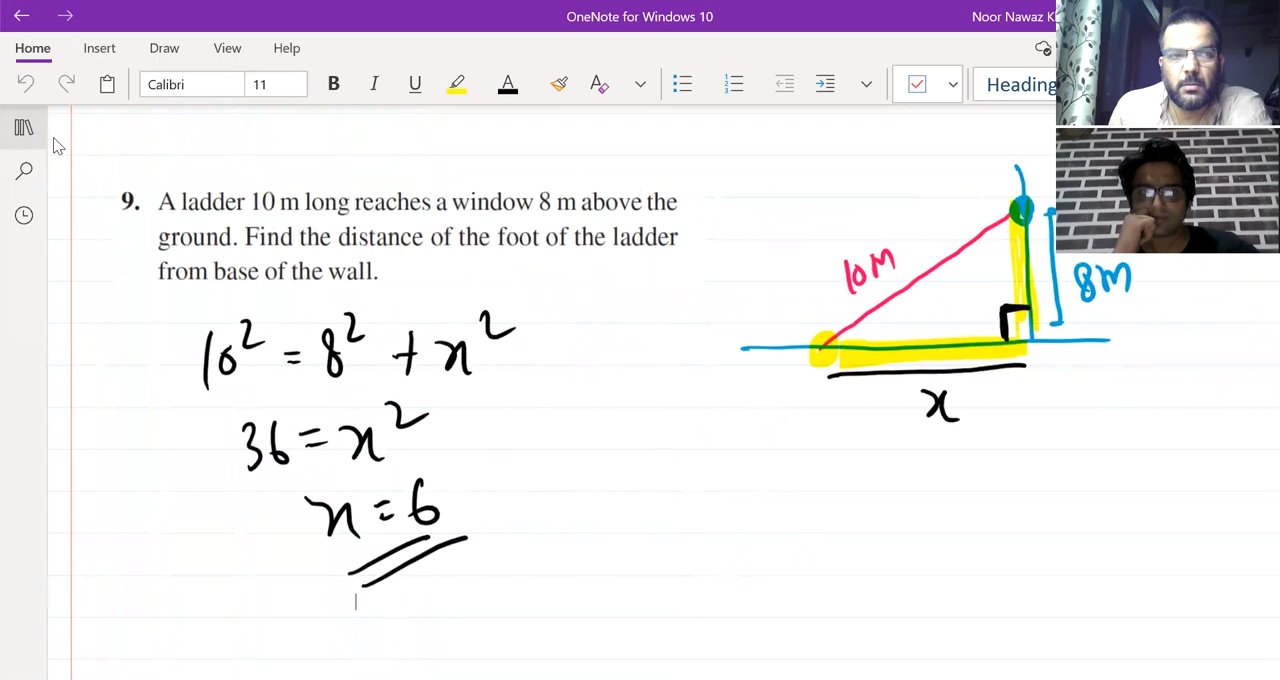 OneNote for Windows 10
Noor Nawaz K
Home Insert Draw View Help
Calibri 11 B I U A A Heading
9. A ladder 10 m long reaches a window 8 m above the
ground. Find the distance of the foot of the ladder
from base of the wall.
10² = 8² + x²
36 = x²
x = 6
10M
8M
x